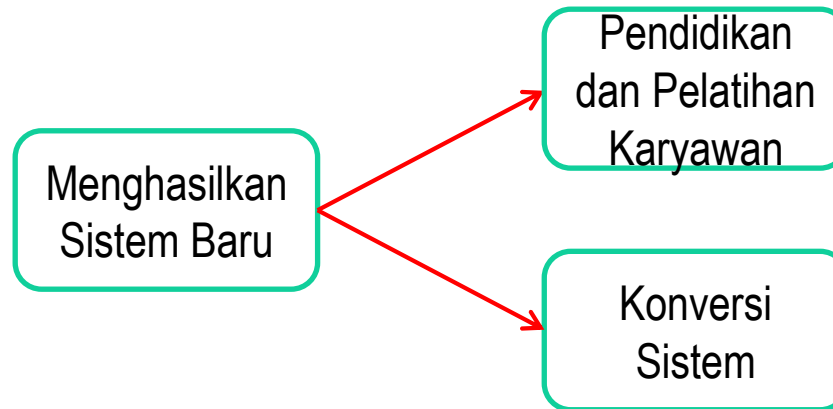 Menghasilkan
Sistem Baru
Pendidikan
dan Pelatihan
Karyawan
Konversi
Sistem